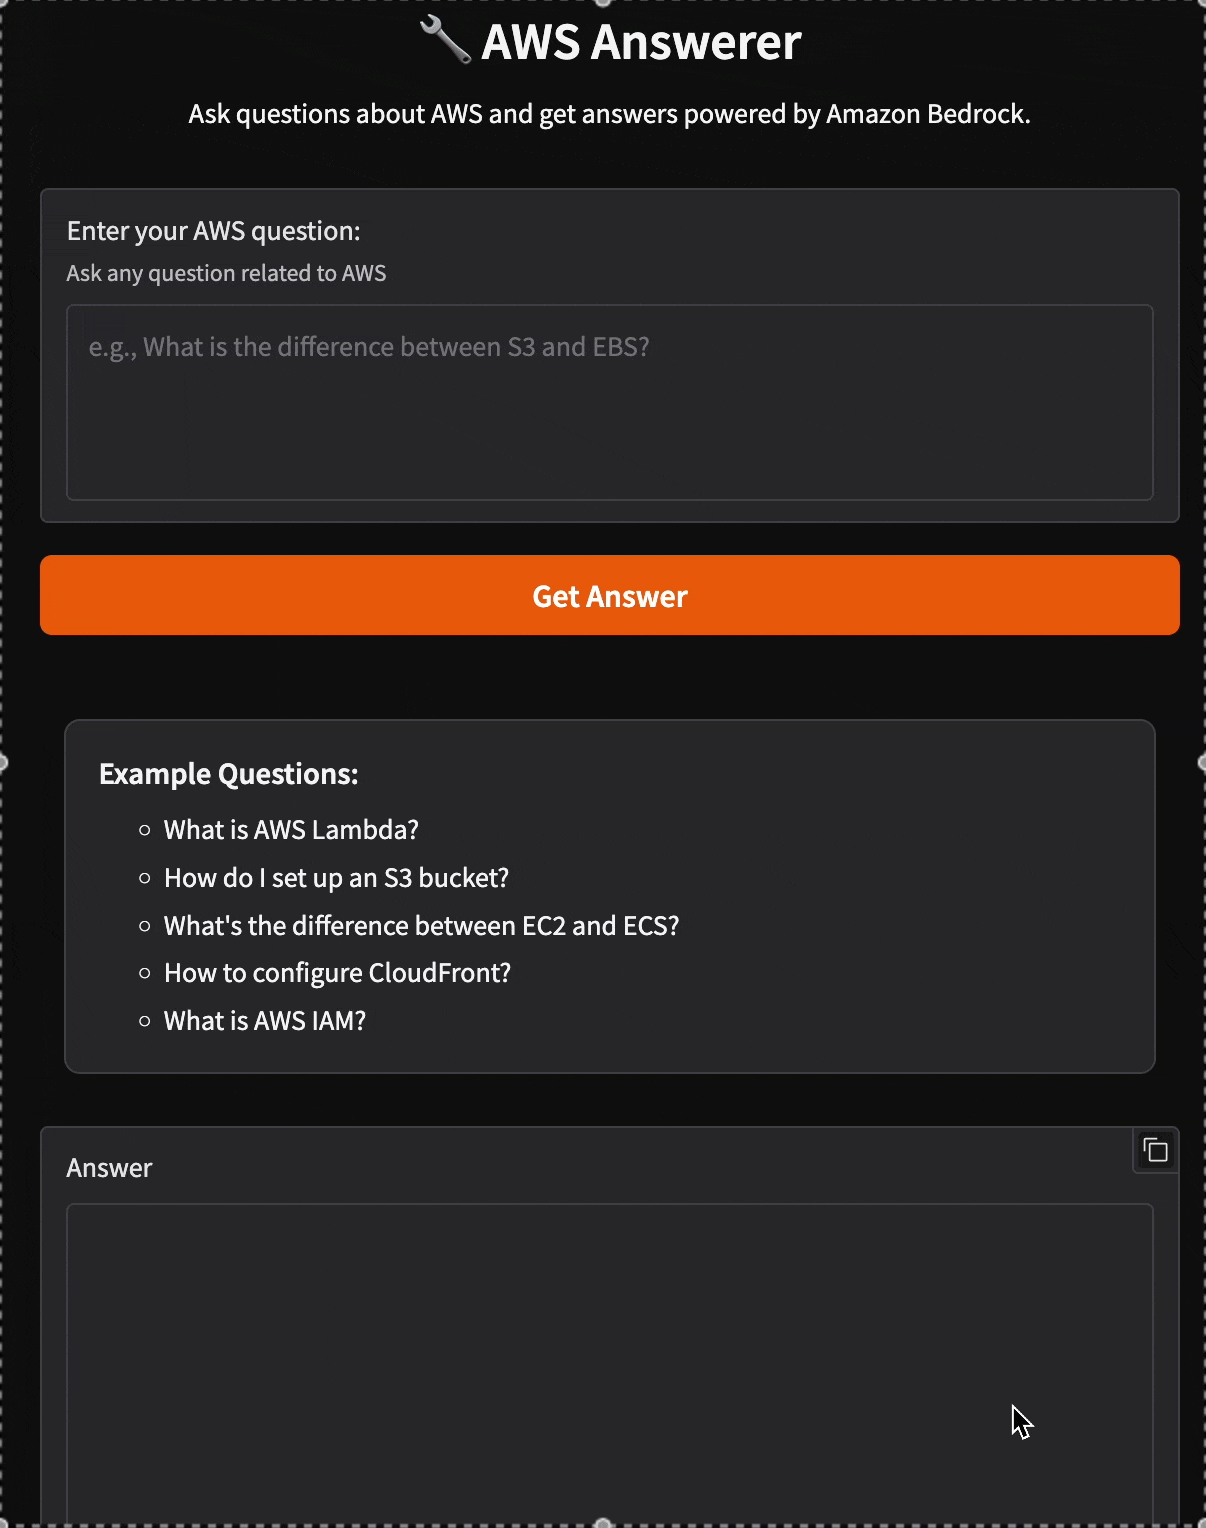 AWS Answerer
Ask questions about AWS and get answers powered by Amazon Bedrock.
Enter your AWS question:
Ask any question related to AWS
e.g., What is the difference between S3 and EBS?
Get Answer
Example Questions:
What is AWS Lambda?
How do I set up an S3 bucket?
What's the difference between EC2 and ECS?
How to configure CloudFront?
What is AWS IAM?
Answer